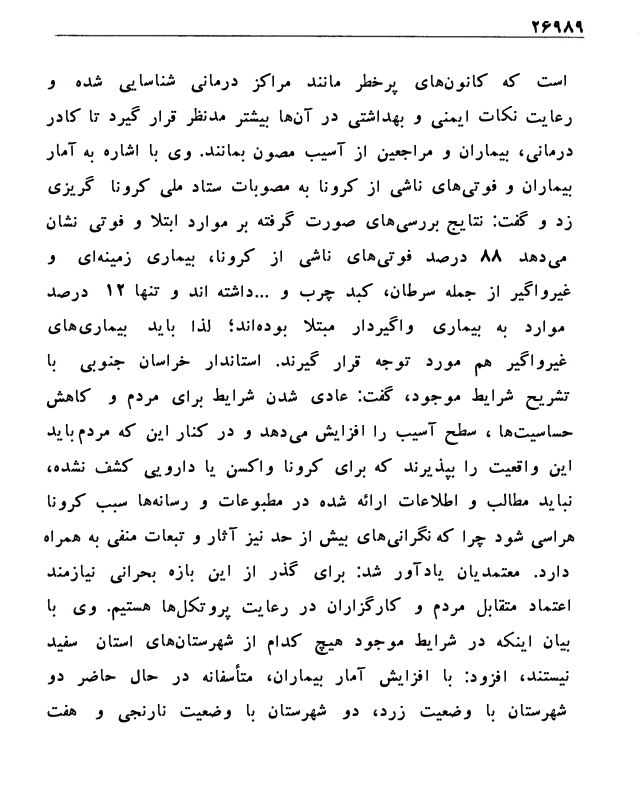 ۲۶۹۸۹
است که کانون‌های پرخطر مانند مراکز درمانی شناسایی شده و
رعایت نکات ایمنی و بهداشتی در آن‌ها بیشتر مدنظر قرار گیرد تا کادر
درمانی، بیماران و مراجعین از آسیب مصون بمانند. وی با اشاره به آمار
بیماران و فوتی‌های ناشی از کرونا به مصوبات ستاد ملی کرونا گریزی
زد و گفت: نتایج بررسی‌های صورت گرفته بر موارد ابتلا و فوتی نشان
می‌دهد ۸۸ درصد فوتی‌های ناشی از کرونا، بیماری زمینه‌ای و
غیرواگیر از جمله سرطان، کبد چرب و ...داشته اند و تنها ۱۲ درصد
موارد به بیماری واگیردار مبتلا بوده‌اند؛ لذا باید بیماری‌های
غیرواگیر هم مورد توجه قرار گیرند. استاندار خراسان جنوبی با
تشریح شرایط موجود، گفت: عادی شدن شرایط برای مردم و کاهش
حساسیت‌ها ، سطح آسیب را افزایش می‌دهد و در کنار این که مردم باید
این واقعیت را بپذیرند که برای کرونا واکسن یا دارویی کشف نشده،
نباید مطالب و اطلاعات ارائه شده در مطبوعات و رسانه‌ها سبب کرونا
هراسی شود چرا که نگرانی‌های بیش از حد نیز آثار و تبعات منفی به همراه
دارد. معتمدیان یادآور شد: برای گذر از این بازه بحرانی نیازمند
اعتماد متقابل مردم و کارگزاران در رعایت پروتکل‌ها هستیم. وی با
بیان اینکه در شرایط موجود هیچ کدام از شهرستان‌های استان سفید
نیستند، افزود: با افزایش آمار بیماران، متأسفانه در حال حاضر دو
شهرستان با وضعیت زرد، دو شهرستان با وضعیت نارنجی و هفت